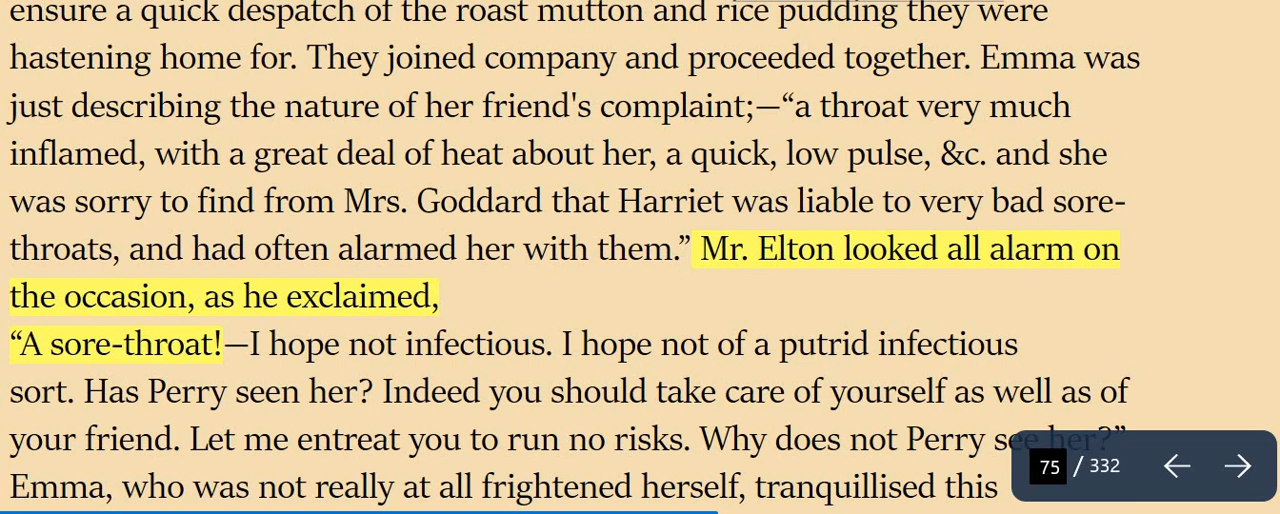 ensure a quick despatch of the roast mutton and rice pudding they were
hastening home for. They joined company and proceeded together. Emma was
just describing the nature of her friend's complaint;—“a throat very much
inflamed, with a great deal of heat about her, a quick, low pulse, &c. and she
was sorry to find from Mrs. Goddard that Harriet was liable to very bad sore-
throats, and had often alarmed her with them.” Mr. Elton looked all alarm on
the occasion, as he exclaimed,
“A sore-throat!—I hope not infectious. I hope not of a putrid infectious
sort. Has Perry seen her? Indeed you should take care of yourself as well as of
your friend. Let me entreat you to run no risks. Why does not Perry see her?”
Emma, who was not really at all frightened herself, tranquillised this
75 / 332